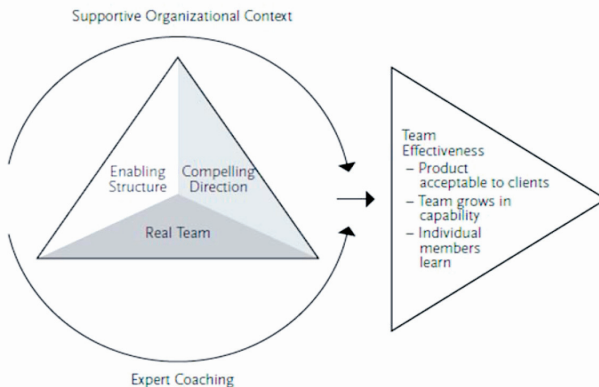 Supportive Organizational Context
Enabling
Structure
Compelling
Direction
Real Team
Team
Effectiveness
– Product
acceptable to clients
– Team grows in
capability
– Individual
members
learn
Expert Coaching